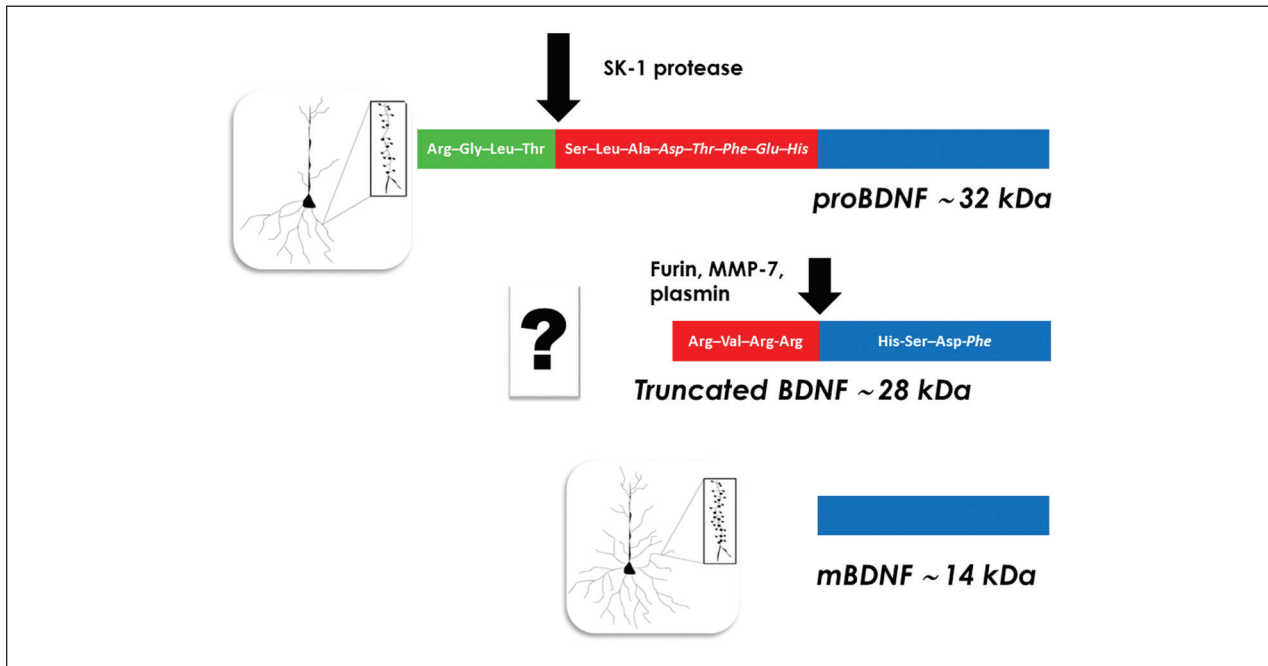 SK-1 protease
Arg–Gly–Leu–Thr
Ser–Leu–Ala–Asp–Thr–Phe–Glu–His
proBDNF ~ 32 kDa
Furin, MMP-7,
plasmin
?
Arg–Val–Arg-Arg
His-Ser–Asp-Phe
Truncated BDNF ~ 28 kDa
mBDNF ~ 14 kDa